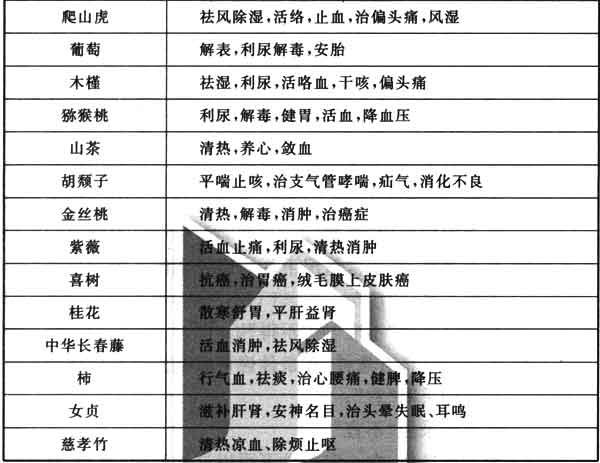 爬山虎 祛风除湿,活络,止血,治偏头痛,风湿
葡萄 解表,利尿解毒,安胎
木槿 祛湿,利尿,活咯血,干咳,偏头痛
猕猴桃 利尿,解毒,健胃,活血,降血压
山茶 清热,养心,敛血
胡颓子 平喘止咳,治支气管哮喘,疝气,消化不良
金丝桃 清热,解毒,消肿,治癌症
紫薇 活血止痛,利尿,清热消肿
喜树 抗癌,治胃癌,绒毛膜上皮肤癌
桂花 散寒舒胃,平肝益肾
中华长春藤 活血消肿,祛风除湿
柿 行气血,祛痰,治心腰痛,健脾,降压
女贞 滋补肝肾,安神名目,治头晕失眠、耳鸣
慈孝竹 清热凉血、除烦止呕